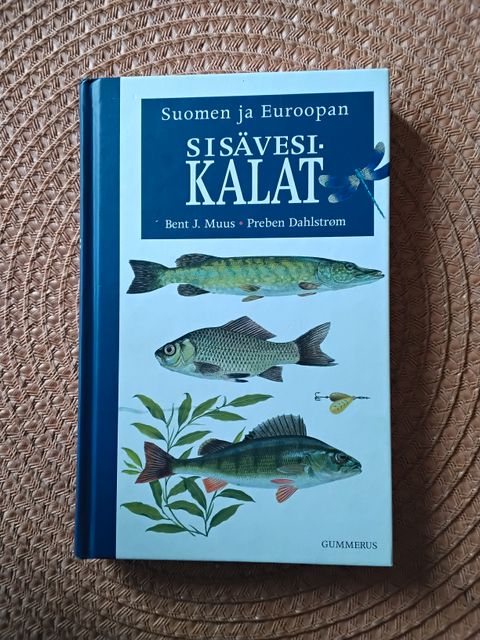 Suomen ja Euroopan
SISÄVESI-
KALAT
Bent J. Muus • Preben Dahlstrøm
GUMMERUS